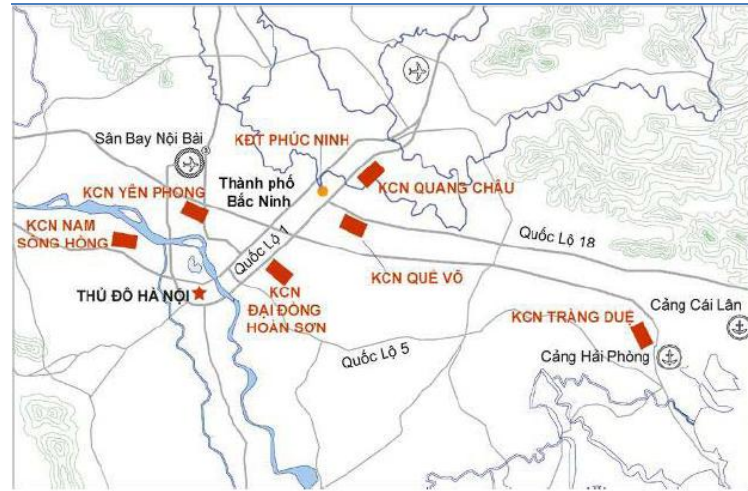 Sân Bay Nội Bài
KĐT PHÚC NINH
Thành phố
Bắc Ninh
KCN QUANG CHÂU
KCN YÊN PHONG
KCN NAM
SÔNG HỒNG
Quốc Lộ 1
Quốc Lộ 18
KCN QUẾ VÕ
THỦ ĐÔ HÀ NỘI
KCN
ĐẠI ĐỒNG
HOÀN SƠN
Cảng Cái Lân
KCN TRÀNG DUỆ
Quốc Lộ 5
Cảng Hải Phòng